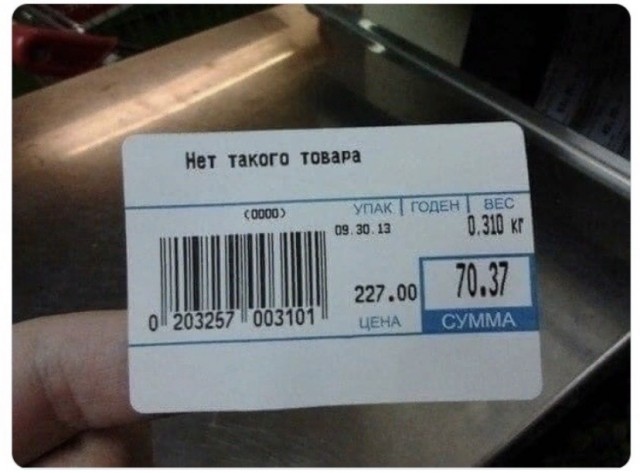 Нет такого товара
(0000) УПАК ГОДЕН ВЕС
09.30.13 0.310 кг
227.00 70.37
0 203257 003101 ЦЕНА СУММА